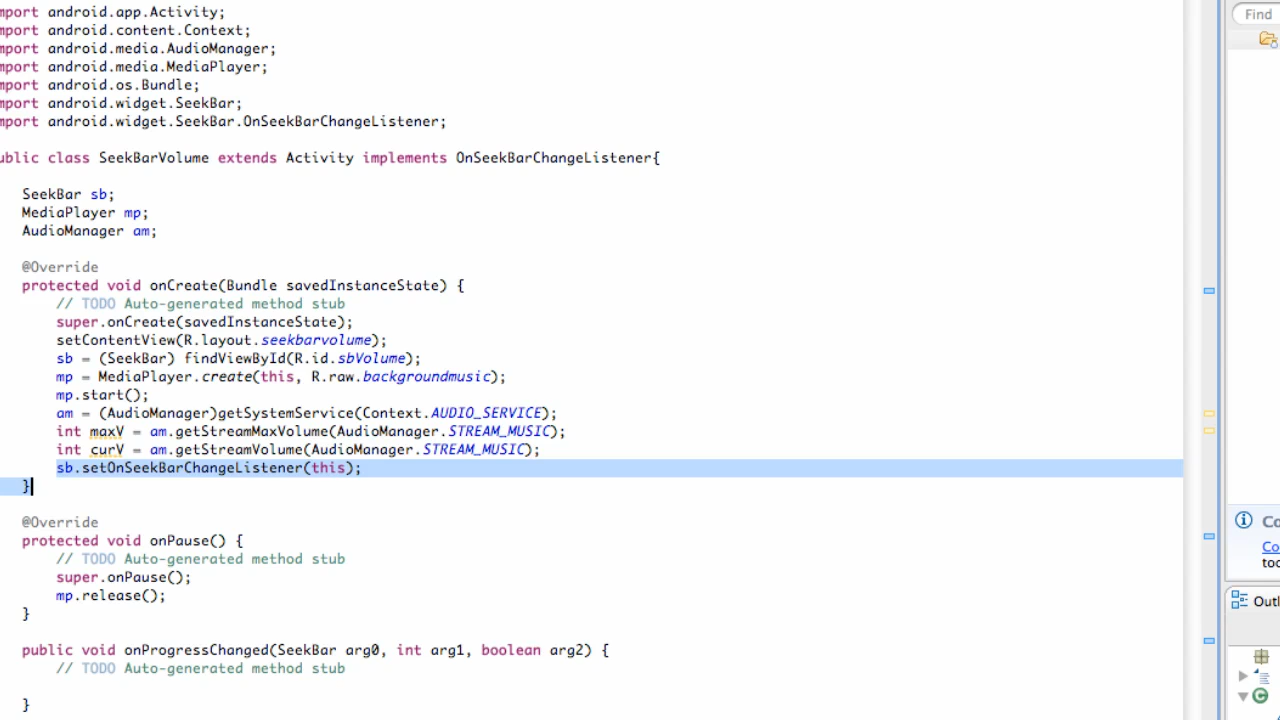 mport android.app.Activity;
mport android.content.Context;
mport android.media.AudioManager;
mport android.media.MediaPlayer;
mport android.os.Bundle;
mport android.widget.SeekBar;
mport android.widget.SeekBar.OnSeekBarChangeListener;
ublic class SeekBarVolume extends Activity implements OnSeekBarChangeListener{
SeekBar sb;
MediaPlayer mp;
AudioManager am;
@Override
protected void onCreate(Bundle savedInstanceState) {
// TODO Auto-generated method stub
super.onCreate(savedInstanceState);
setContentView(R.layout.seekbarvolume);
sb = (SeekBar) findViewById(R.id.sbVolume);
mp = MediaPlayer.create(this, R.raw.backgroundmusic);
mp.start();
am = (AudioManager)getSystemService(Context.AUDIO_SERVICE);
int maxV = am.getStreamMaxVolume(AudioManager.STREAM_MUSIC);
int curV = am.getStreamVolume(AudioManager.STREAM_MUSIC);
sb.setOnSeekBarChangeListener(this);
}
@Override
protected void onPause() {
// TODO Auto-generated method stub
super.onPause();
mp.release();
}
public void onProgressChanged(SeekBar arg0, int arg1, boolean arg2) {
// TODO Auto-generated method stub
}
Find
Co
Co
too
Outl